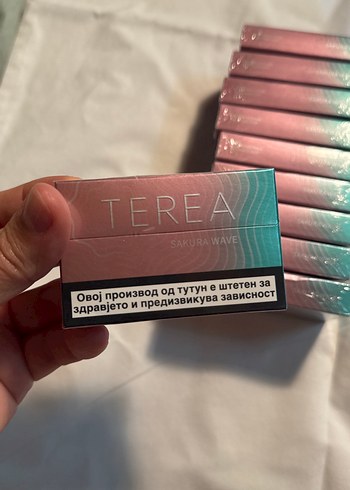 TEREA
SAKURA WAVE
Овој производ од тутун е штетен за
здравјето и предизвикува зависност